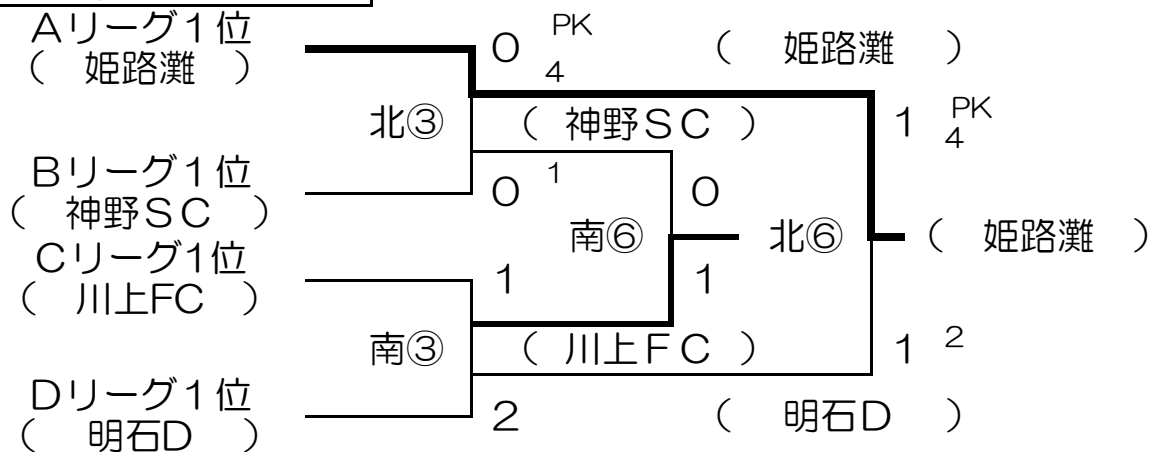 Aリーグ1位
( 姫路灘 )
0 PK 4
( 姫路灘 )
北③
( 神野SC )
1 PK 4
Bリーグ1位
( 神野SC )
0 1
0
南⑥
北⑥
( 姫路灘 )
Cリーグ1位
( 川上FC )
1
1
南③
( 川上FC )
1 2
Dリーグ1位
( 明石D )
2
( 明石D )